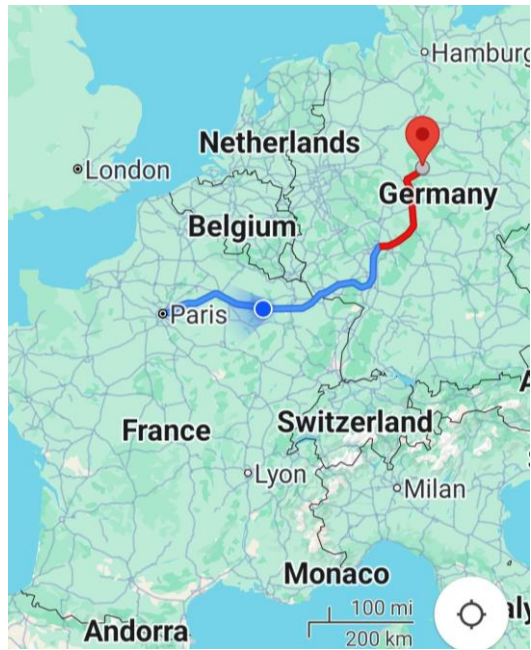 Hamburg
Netherlands
London
Germany
Belgium
Paris
Switzerland
France
Lyon
Milan
Monaco
100 mi
200 km
Andorra